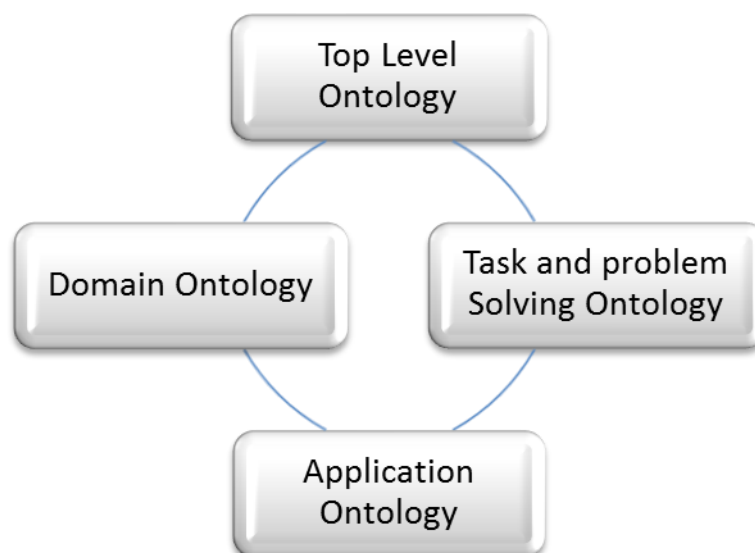 Top Level
Ontology
Domain Ontology
Task and problem
Solving Ontology
Application
Ontology